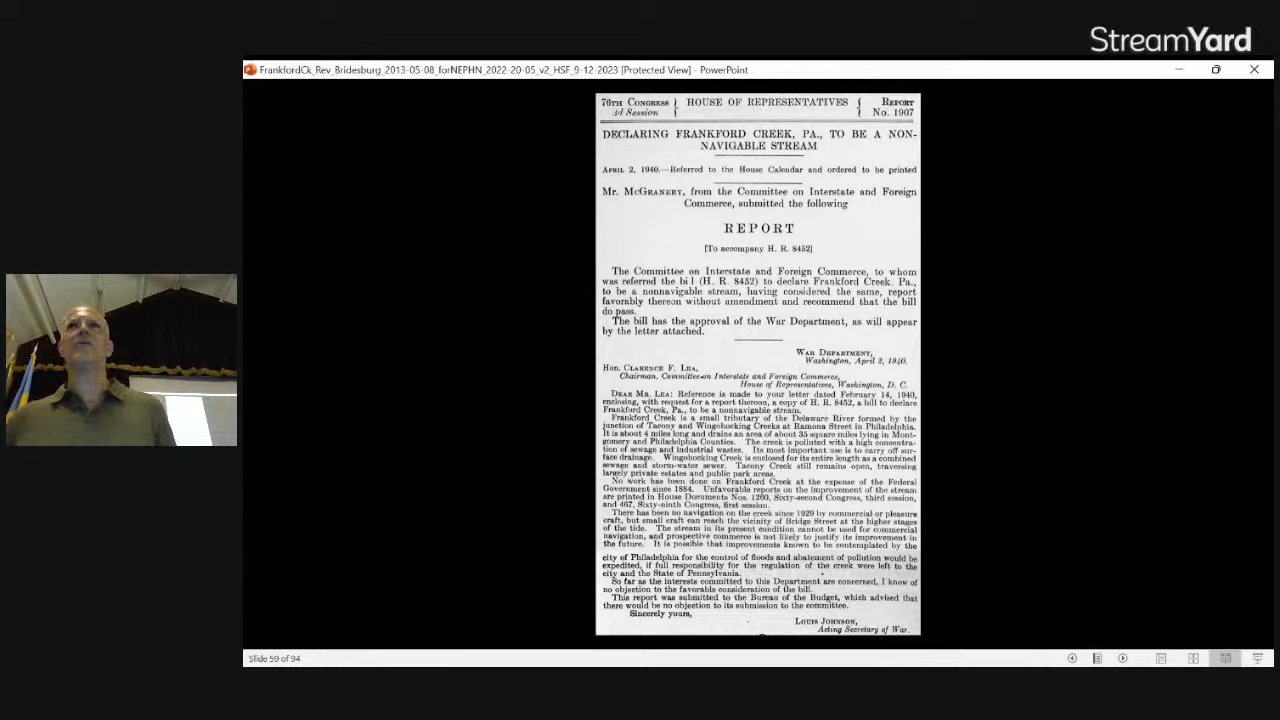 StreamYard
FrankfordCk_Rev_Bridesburg_2013-05-08_forNEPHN_2022-20-05_v2_HSF_9-12-2023 [Protected View] - PowerPoint
76TH CONGRESS } HOUSE OF REPRESENTATIVES { REPORT
3d Session } { No. 1907
DECLARING FRANKFORD CREEK, PA., TO BE A NON-
NAVIGABLE STREAM
APRIL 2, 1940.—Referred to the House Calendar and ordered to be printed
Mr. MCGRANERY, from the Committee on Interstate and Foreign
Commerce, submitted the following
REPORT
[To accompany H. R. 8452]
The Committee on Interstate and Foreign Commerce, to whom
was referred the bill (H. R. 8452) to declare Frankford Creek, Pa.,
to be a nonnavigable stream, having considered the same, report
favorably thereon without amendment and recommend that the bill
do pass.
The bill has the approval of the War Department, as will appear
by the letter attached.
WAR DEPARTMENT,
Washington, April 2, 1940.
Hon. CLARENCE F. LEA,
Chairman, Committee on Interstate and Foreign Commerce,
House of Representatives, Washington, D. C.
DEAR MR. LEA: Reference is made to your letter dated February 14, 1940,
enclosing, with request for a report thereon, a copy of H. R. 8452, a bill to declare
Frankford Creek, Pa., to be a nonnavigable stream.
Frankford Creek is a small tributary of the Delaware River formed by the
junction of Tacony and Wingohocking Creeks at Ramona Street in Philadelphia.
It is about 4 miles long and drains an area of about 35 square miles lying in Mont-
gomery and Philadelphia Counties. The creek is polluted with a high concentra-
tion of sewage and industrial wastes. Its most important use is to carry off sur-
face drainage. Wingohocking Creek is enclosed for its entire length as a combined
sewage and storm-water sewer. Tacony Creek still remains open, traversing
largely private estates and public park areas.
No work has been done on Frankford Creek at the expense of the Federal
Government since 1884. Unfavorable reports on the improvement of the stream
are printed in House Documents Nos. 1260, Sixty-second Congress, third session,
and 467, Sixty-ninth Congress, first session.
There has been no navigation on the creek since 1929 by commercial or pleasure
craft, but small craft can reach the vicinity of Bridge Street at the higher stages
of the tide. The stream in its present condition cannot be used for commercial
navigation, and prospective commerce is not likely to justify its improvement in
the future. It is possible that improvements known to be contemplated by the
city of Philadelphia for the control of floods and abatement of pollution would be
expedited, if full responsibility for the regulation of the creek were left to the
city and the State of Pennsylvania.
So far as the interests committed to this Department are concerned, I know of
no objection to the favorable consideration of the bill.
This report was submitted to the Bureau of the Budget, which advised that
there would be no objection to its submission to the committee.
Sincerely yours,
LOUIS JOHNSON,
Acting Secretary of War.
Slide 59 of 94